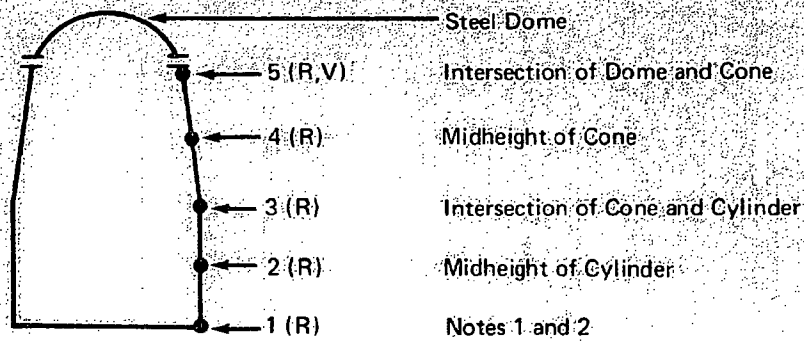 Steel Dome
5 (R,V) Intersection of Dome and Cone
4 (R) Midheight of Cone
3 (R) Intersection of Cone and Cylinder
2 (R) Midheight of Cylinder
1 (R) Notes 1 and 2